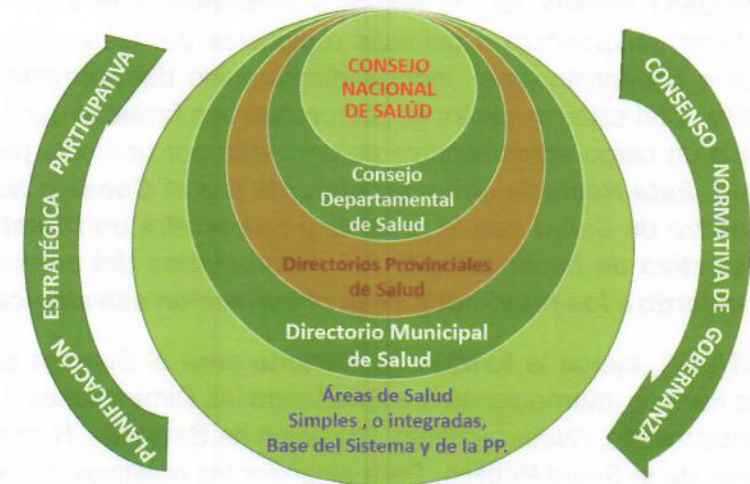 CONSEJO
NACIONAL
DE SALÚD
Consejo
Departamental
de Salud
Directorios Provinciales
de Salud
Directorio Municipal
de Salud
Áreas de Salud
Simples , o integradas,
Base del Sistema y de la PP.
PLANIFICACIÓN ESTRATÉGICA PARTICIPATIVA
CONSENSO NORMATIVA DE GOBERNANZA